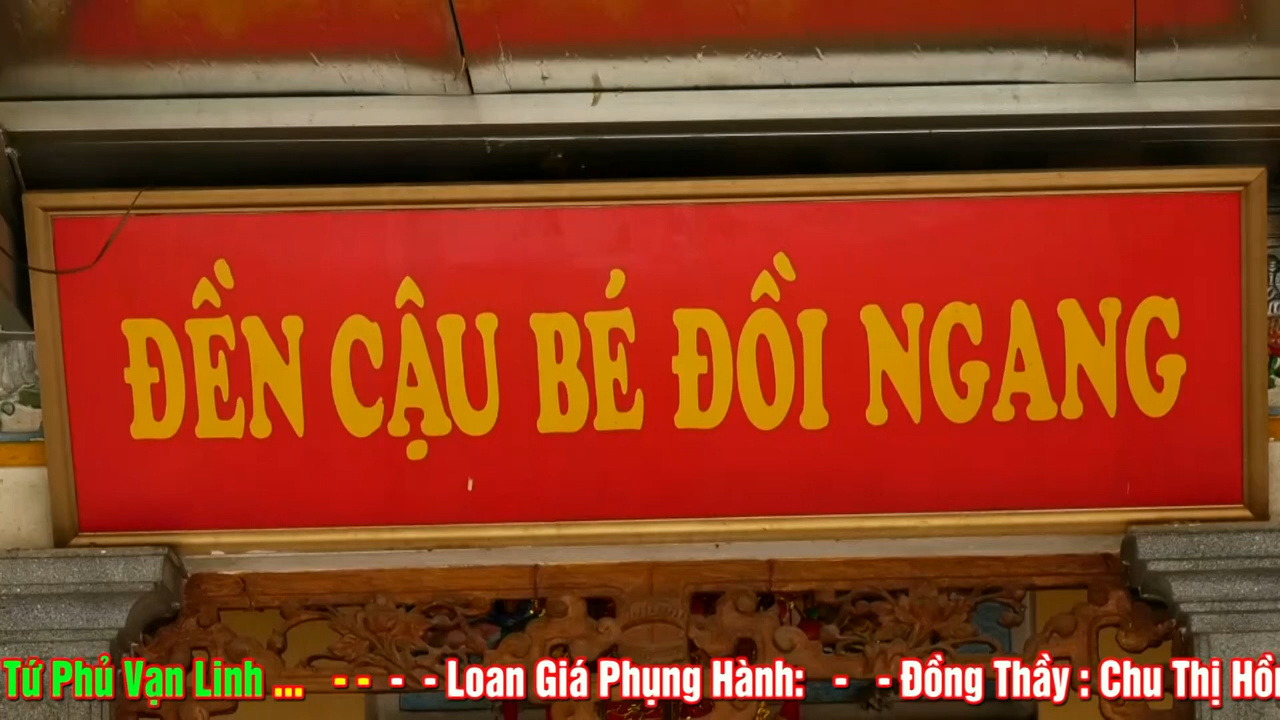 ĐỀN CẬU BÉ ĐỒI NGANG
Tứ Phủ Vạn Linh ... - - - - Loan Giá Phụng Hành: - - Đồng Thầy : Chu Thị